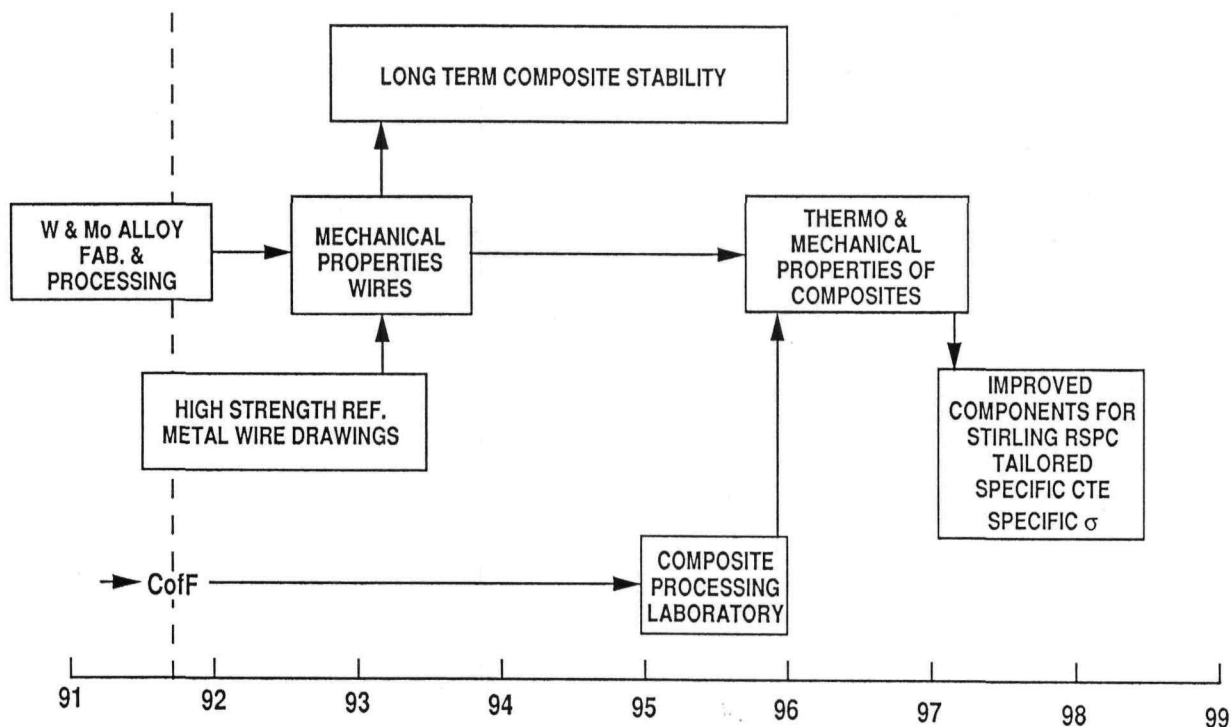 LONG TERM COMPOSITE STABILITY
W & Mo ALLOY
FAB. &
PROCESSING
MECHANICAL
PROPERTIES
WIRES
THERMO &
MECHANICAL
PROPERTIES OF
COMPOSITES
HIGH STRENGTH REF.
METAL WIRE DRAWINGS
IMPROVED
COMPONENTS FOR
STIRLING RSPC
TAILORED
SPECIFIC CTE
SPECIFIC σ
CofF
COMPOSITE
PROCESSING
LABORATORY
91 92 93 94 95 96 97 98 99